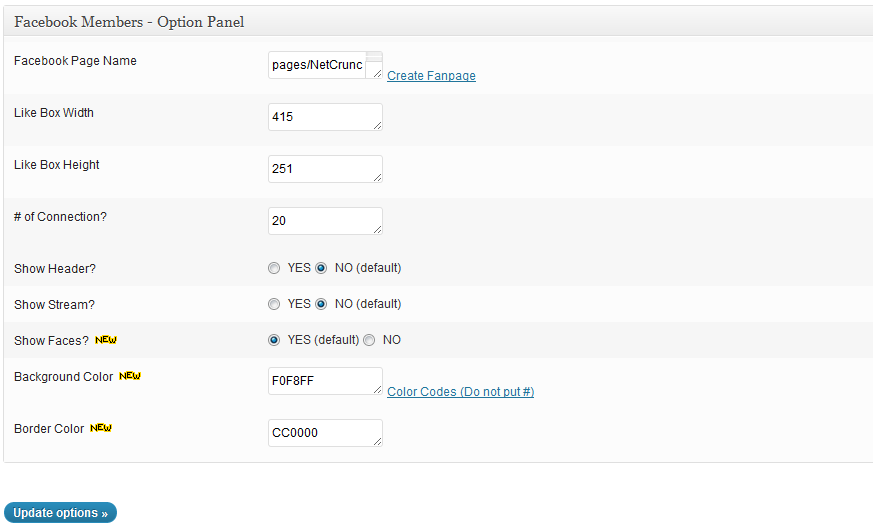 Facebook Members - Option Panel
Facebook Page Name pages/NetCrunc Create Fanpage
Like Box Width 415
Like Box Height 251
# of Connection? 20
Show Header? YES NO (default)
Show Stream? YES NO (default)
Show Faces? NEW YES (default) NO
Background Color NEW F0F8FF Color Codes (Do not put #)
Border Color NEW CC0000
Update options »